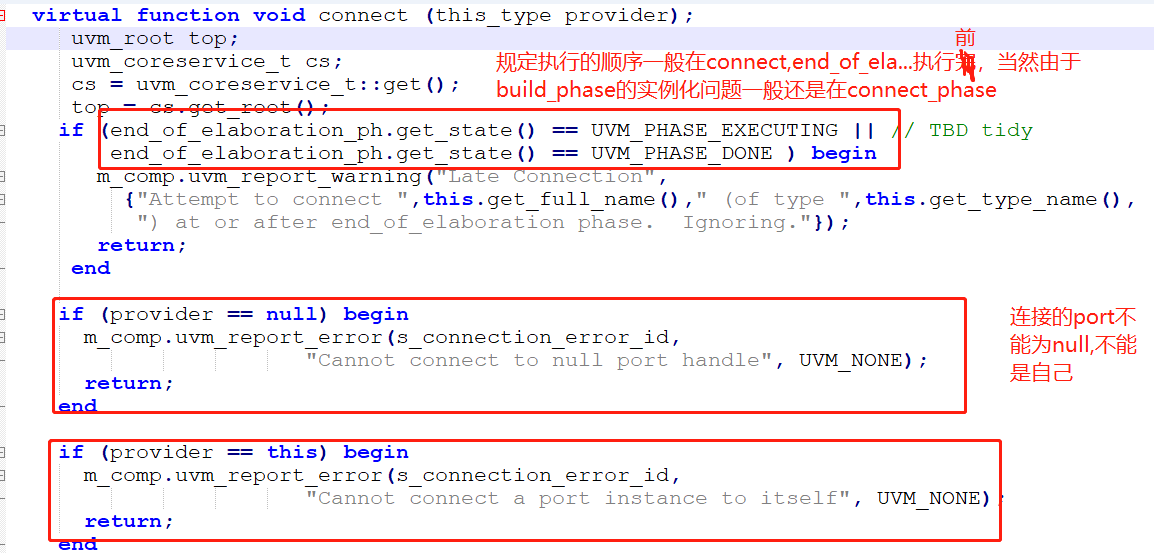 virtual function void connect (this_type provider);
uvm_root top;
前
uvm_coreservice_t cs;
规定执行的顺序一般在connect,end_of_ela...执行，当然由于
cs = uvm_coreservice_t::get();
build_phase的实例化问题一般还是在connect_phase
top = cs.get_root();
if (end_of_elaboration_ph.get_state() == UVM_PHASE_EXECUTING || // TBD tidy
end_of_elaboration_ph.get_state() == UVM_PHASE_DONE ) begin
m_comp.uvm_report_warning("Late Connection",
{"Attempt to connect ",this.get_full_name()," (of type ",this.get_type_name(),
") at or after end_of_elaboration phase.  Ignoring."});
return;
end
if (provider == null) begin
连接的port不
m_comp.uvm_report_error(s_connection_error_id,
能为null,不能
"Cannot connect to null port handle", UVM_NONE);
是自己
return;
end
if (provider == this) begin
m_comp.uvm_report_error(s_connection_error_id,
"Cannot connect a port instance to itself", UVM_NONE);
return;
end